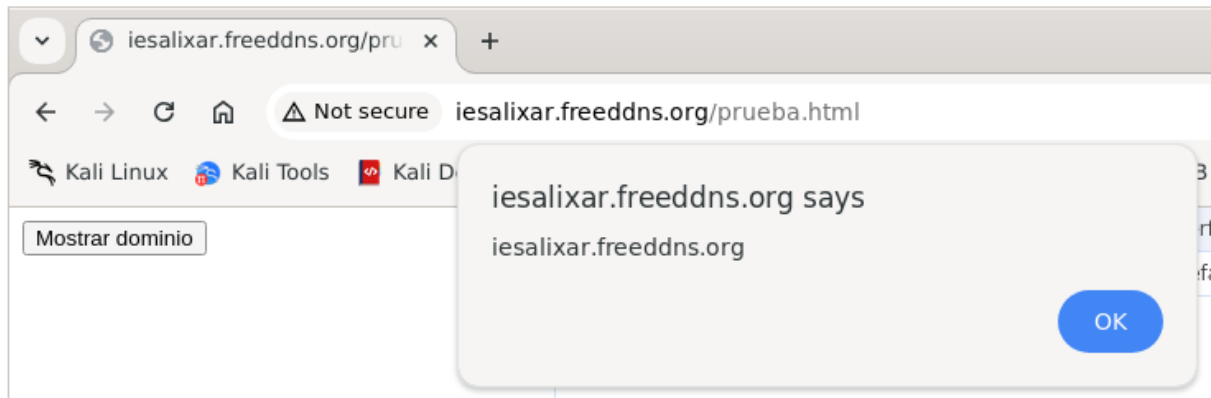 iesalixar.freeddns.org/pru
Not secure iesalixar.freeddns.org/prueba.html
Kali Linux Kali Tools Kali D
Mostrar dominio
iesalixar.freeddns.org says
iesalixar.freeddns.org
OK